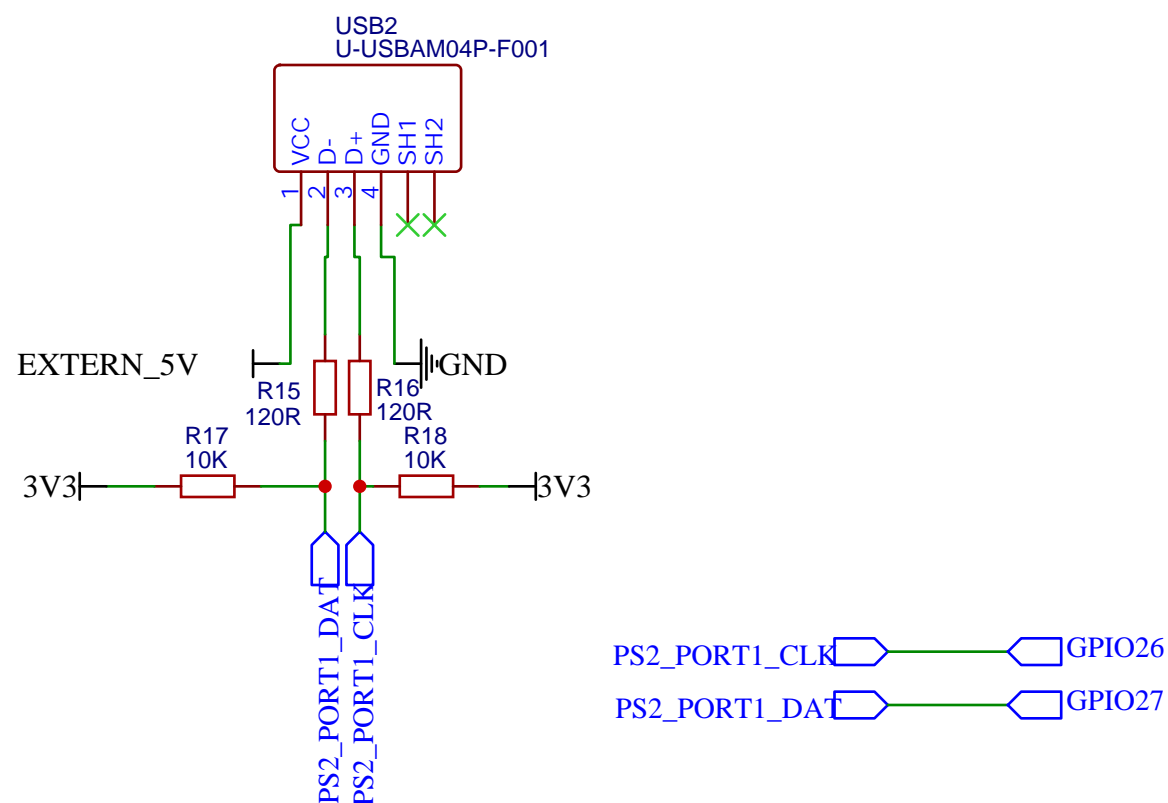 USB2
U-USBAM04P-F001
VCC
D-
D+
GND
SH1
SH2
1
2
3
4
EXTERN_5V
GND
R15
120R
R16
120R
R17
10K
R18
10K
3V3
3V3
PS2_PORT1_DAT
PS2_PORT1_CLK
PS2_PORT1_CLK
GPIO26
PS2_PORT1_DAT
GPIO27